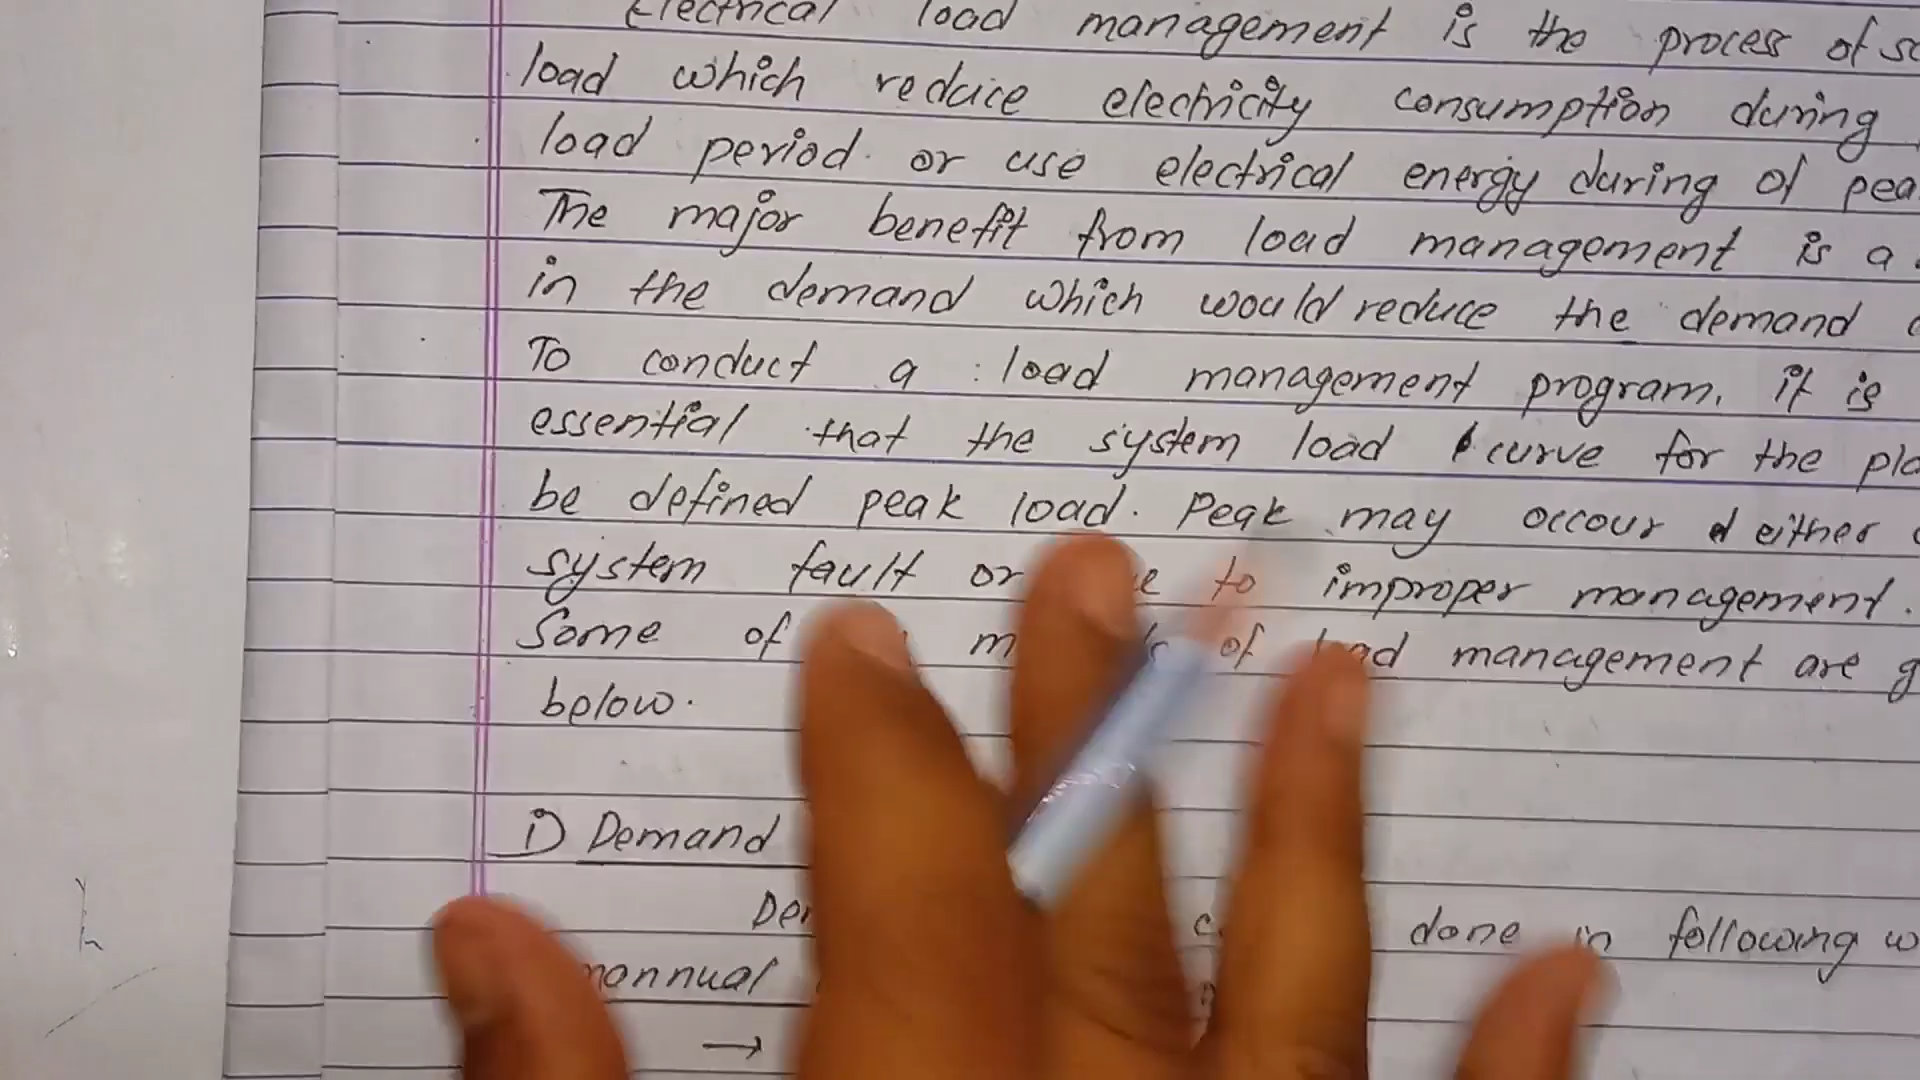 Electrical load management is the process of
load which reduce electricity consumption during
load period. or use electrical energy during of
The major benefit from load management is a
in the demand which would reduce the demand
To conduct a load management program, it is
essential that the system load curve for the
be defined peak load. Peak may occour either
system fault or to improper management.
Some of of load management are
below.
i) Demand
done in following
mannual
→